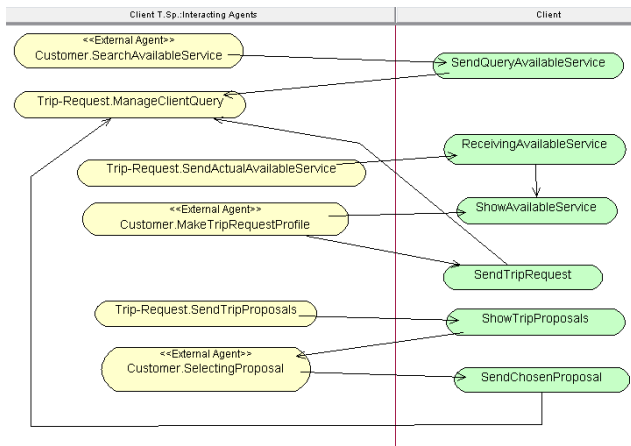 Client T.Sp.:Interacting Agents
Client
<<External Agent>>
Customer.SearchAvailableService
SendQueryAvailableService
Trip-Request.ManageClientQuery
ReceivingAvailableService
Trip-Request.SendActualAvailableService
ShowAvailableService
<<External Agent>>
Customer.MakeTripRequestProfile
SendTripRequest
Trip-Request.SendTripProposals
ShowTripProposals
<<External Agent>>
Customer.SelectingProposal
SendChosenProposal